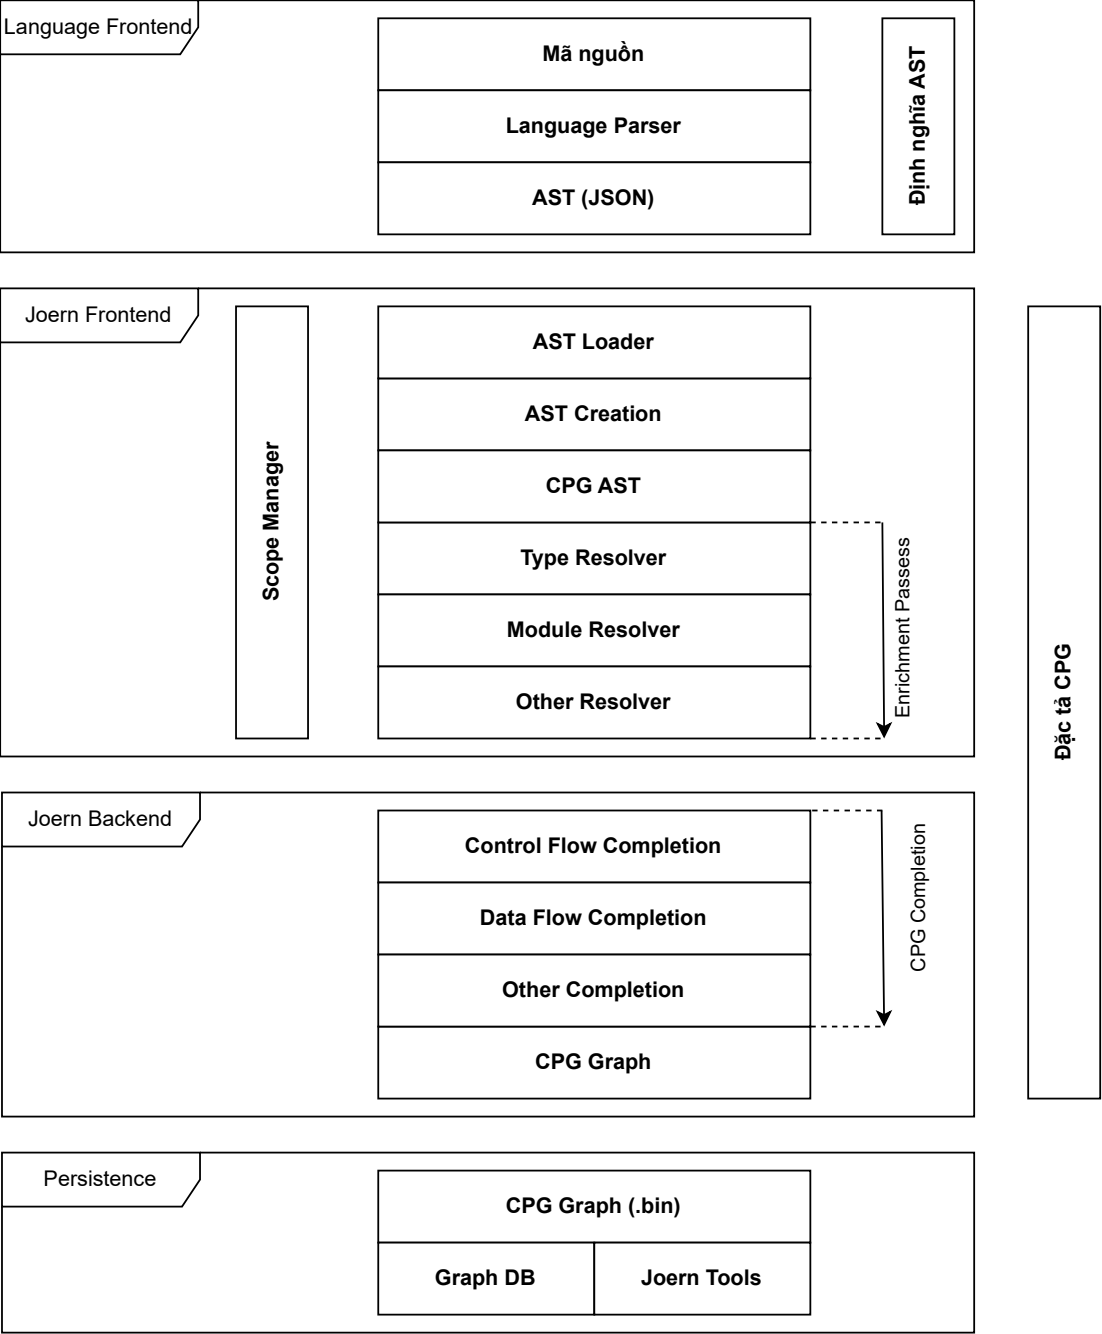 Language Frontend
Mã nguồn
Language Parser
AST (JSON)
Định nghĩa AST
Joern Frontend
Scope Manager
AST Loader
AST Creation
CPG AST
Type Resolver
Module Resolver
Other Resolver
Enrichment Passess
Đặc tả CPG
Joern Backend
Control Flow Completion
Data Flow Completion
Other Completion
CPG Graph
CPG Completion
Persistence
CPG Graph (.bin)
Graph DB
Joern Tools